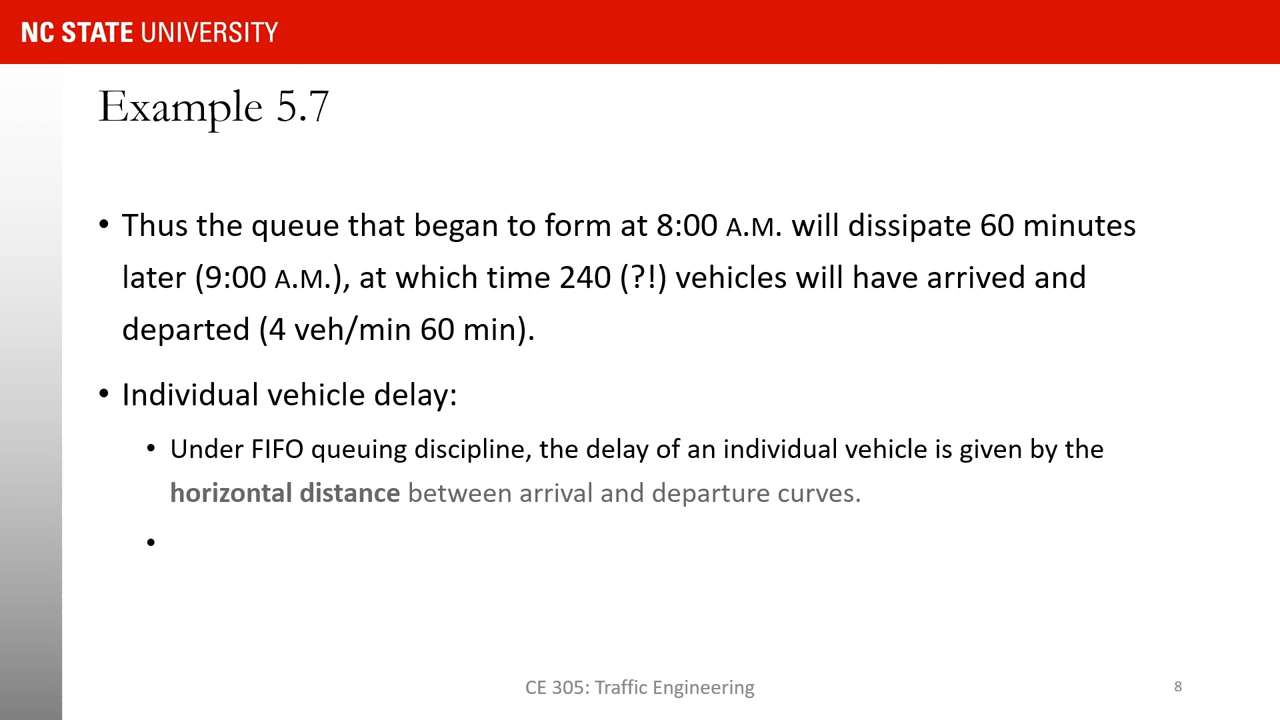 NC STATE UNIVERSITY
Example 5.7
• Thus the queue that began to form at 8:00 A.M. will dissipate 60 minutes
later (9:00 A.M.), at which time 240 (?!) vehicles will have arrived and
departed (4 veh/min 60 min).
• Individual vehicle delay:
• Under FIFO queuing discipline, the delay of an individual vehicle is given by the
horizontal distance between arrival and departure curves.
•
CE 305: Traffic Engineering
8